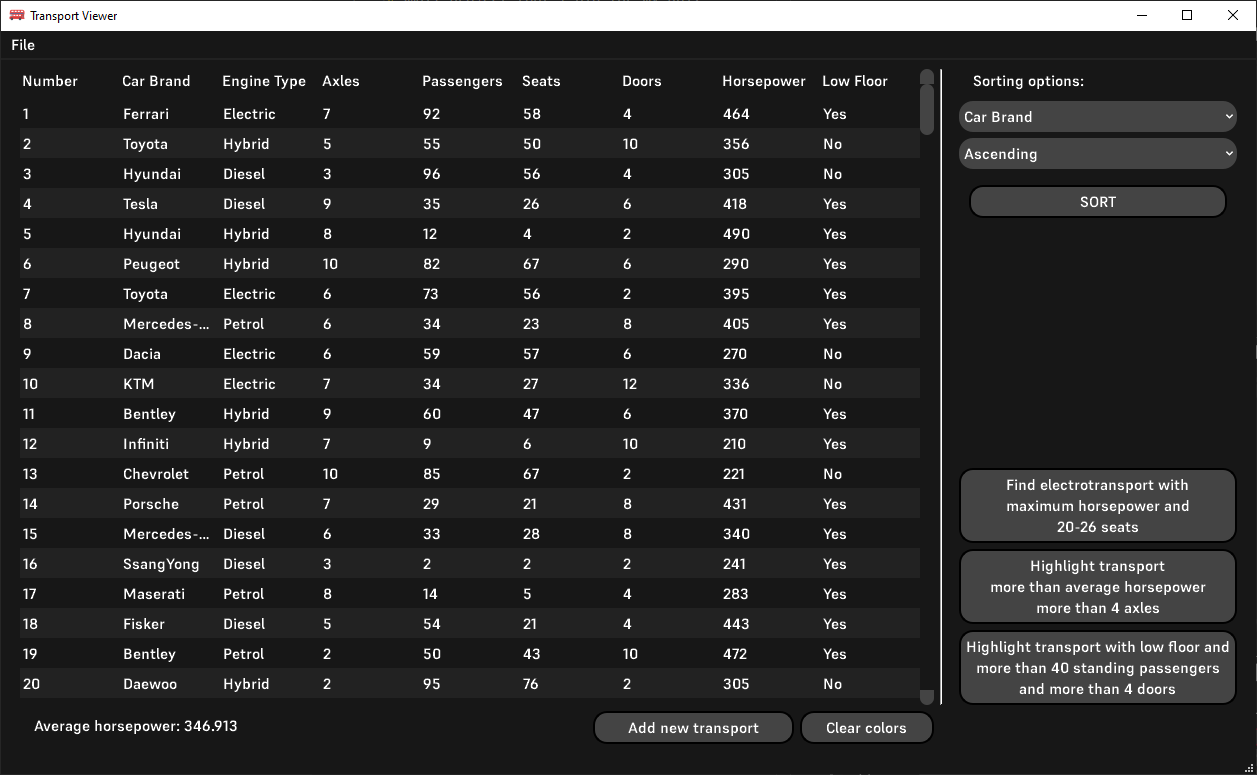 Transport Viewer
File
Number Car Brand Engine Type Axles Passengers Seats Doors Horsepower Low Floor
1 Ferrari Electric 7 92 58 4 464 Yes
2 Toyota Hybrid 5 55 50 10 356 No
3 Hyundai Diesel 3 96 56 4 305 No
4 Tesla Diesel 9 35 26 6 418 Yes
5 Hyundai Hybrid 8 12 4 2 490 Yes
6 Peugeot Hybrid 10 82 67 6 290 Yes
7 Toyota Electric 6 73 56 2 395 Yes
8 Mercedes-... Petrol 6 34 23 8 405 Yes
9 Dacia Electric 6 59 57 6 270 No
10 KTM Electric 7 34 27 12 336 No
11 Bentley Hybrid 9 60 47 6 370 Yes
12 Infiniti Hybrid 7 9 6 10 210 Yes
13 Chevrolet Petrol 10 85 67 2 221 No
14 Porsche Petrol 7 29 21 8 431 Yes
15 Mercedes-... Diesel 6 33 28 8 340 Yes
16 SsangYong Diesel 3 2 2 2 241 Yes
17 Maserati Petrol 8 14 5 4 283 Yes
18 Fisker Diesel 5 54 21 4 443 Yes
19 Bentley Petrol 2 50 43 10 472 Yes
20 Daewoo Hybrid 2 95 76 2 305 No
Average horsepower: 346.913
Add new transport
Clear colors
Sorting options:
Car Brand
Ascending
SORT
Find electrotransport with
maximum horsepower and
20-26 seats
Highlight transport
more than average horsepower
more than 4 axles
Highlight transport with low floor and
more than 40 standing passengers
and more than 4 doors